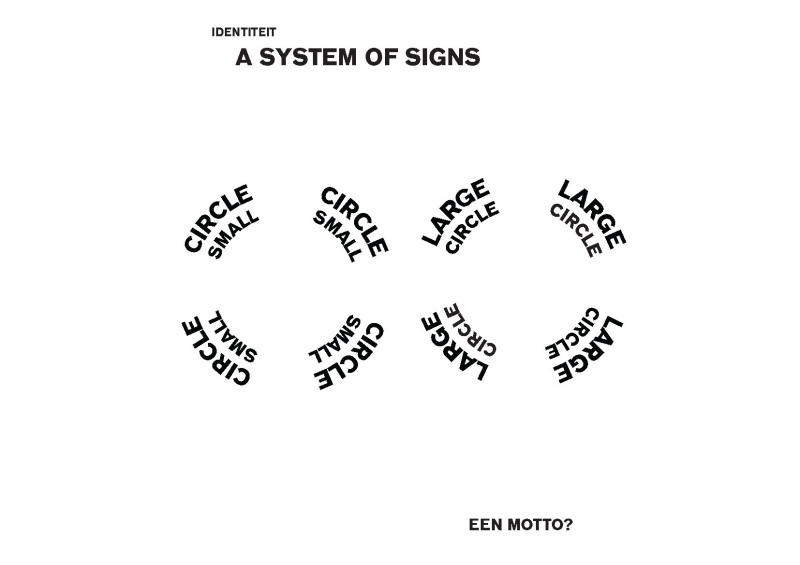 IDENTITEIT
A SYSTEM OF SIGNS
CIRCLE
SMALL
CIRCLE
SMALL
LARGE
CIRCLE
LARGE
CIRCLE
SMALL
CIRCLE
SMALL
CIRCLE
CIRCLE
LARGE
CIRCLE
LARGE
EEN MOTTO?